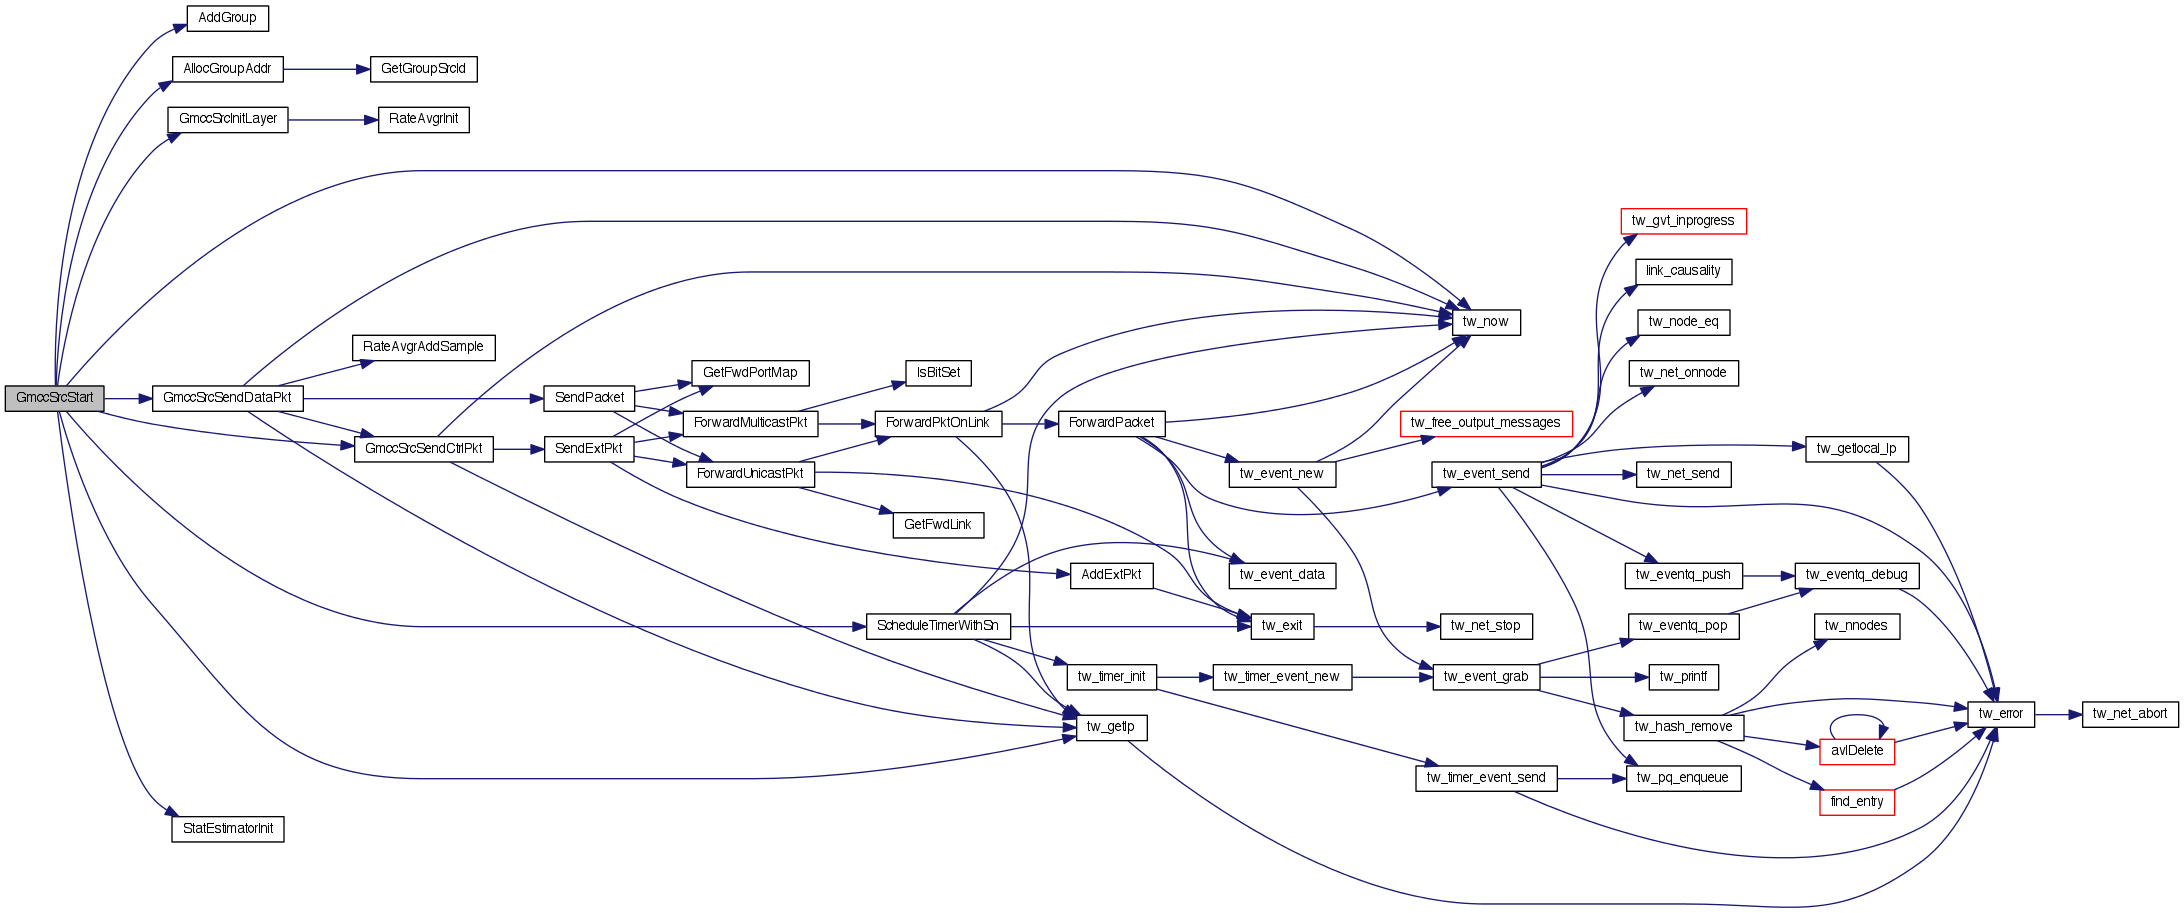 AddGroup
AllocGroupAddr
GetGroupSrcId
GmccSrcInitLayer
RateAvgrInit
tw_gvt_inprogress
link_causality
tw_now
tw_node_eq
RateAvgrAddSample
GetFwdPortMap
IsBitSet
tw_net_onnode
GmccSrcStart
GmccSrcSendDataPkt
SendPacket
ForwardMulticastPkt
ForwardPktOnLink
ForwardPacket
tw_free_output_messages
GmccSrcSendCtrlPkt
SendExtPkt
tw_getlocal_lp
ForwardUnicastPkt
tw_event_new
tw_event_send
tw_net_send
GetFwdLink
AddExtPkt
tw_event_data
tw_eventq_push
tw_eventq_debug
ScheduleTimerWithSn
tw_exit
tw_net_stop
tw_eventq_pop
tw_nnodes
tw_timer_init
tw_timer_event_new
tw_event_grab
tw_printf
tw_getlp
tw_hash_remove
tw_error
tw_net_abort
avlDelete
tw_timer_event_send
tw_pq_enqueue
find_entry
StatEstimatorInit